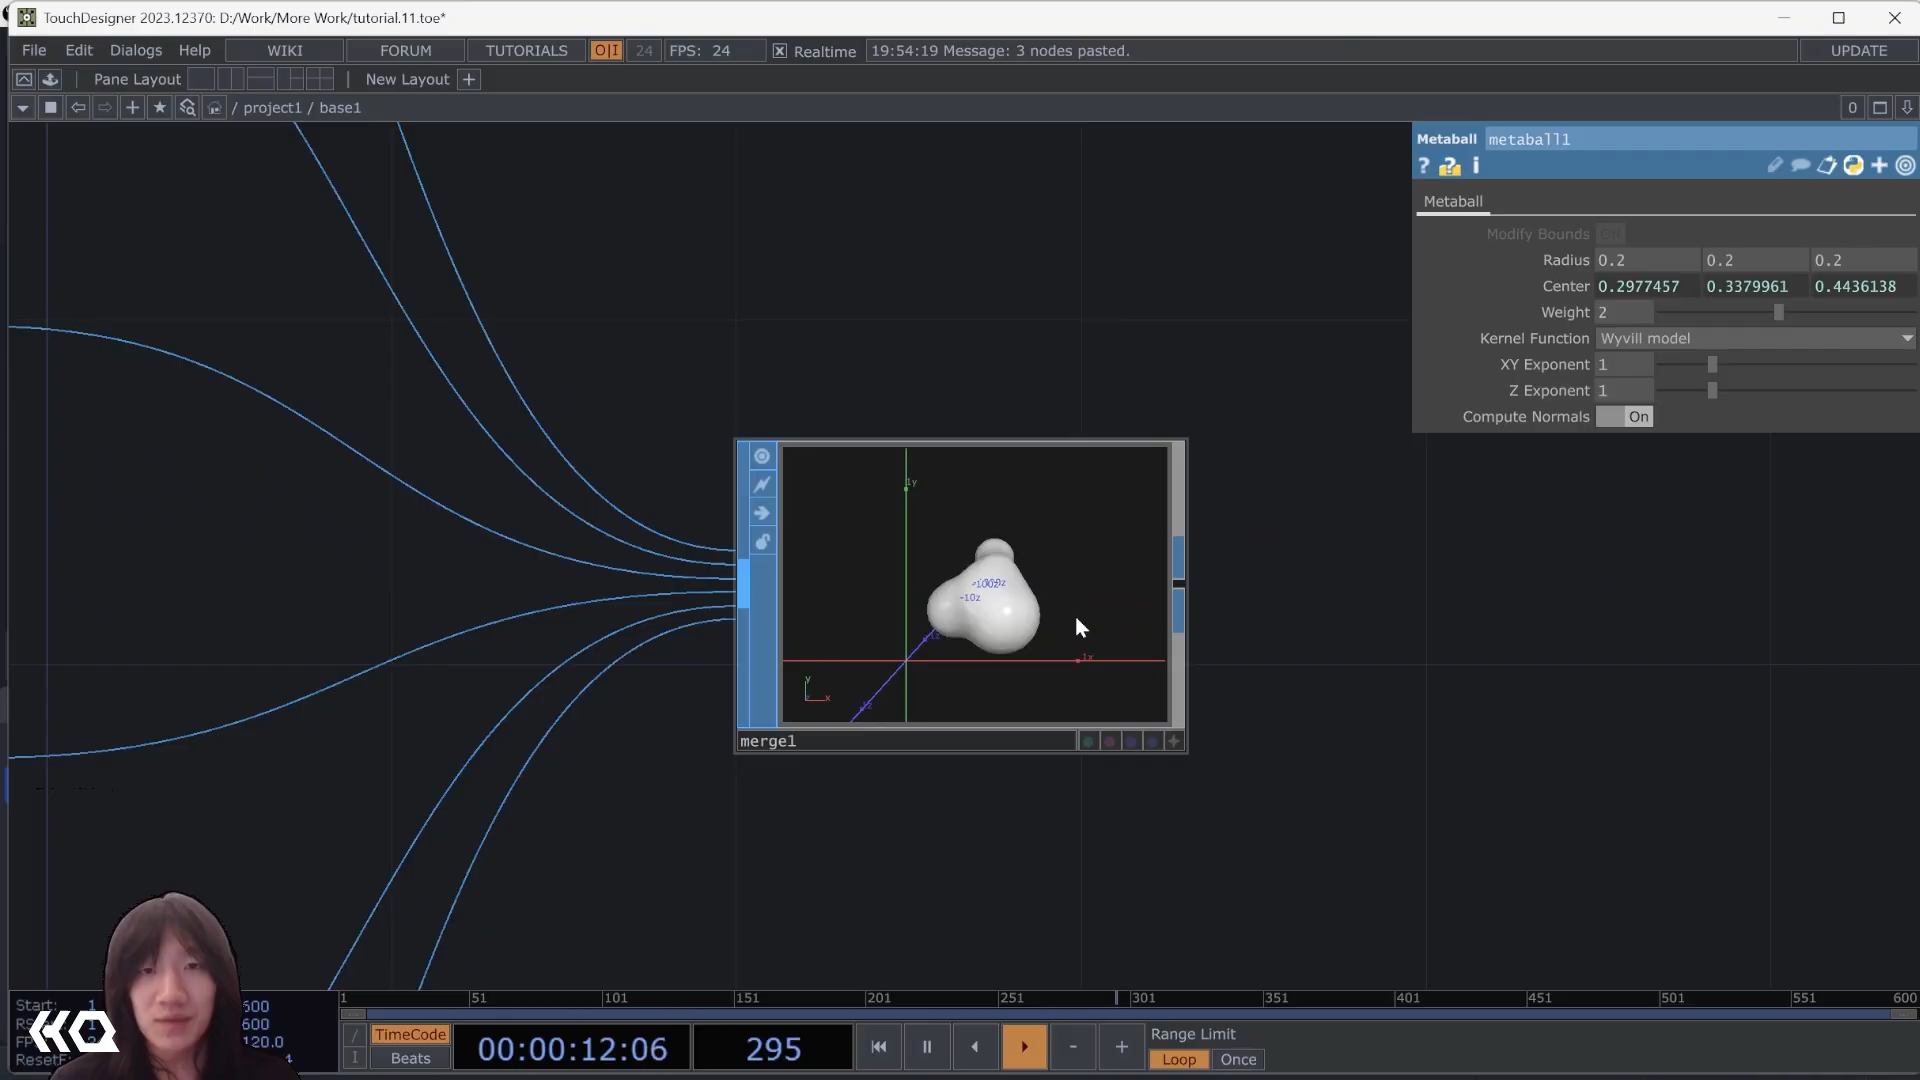 TouchDesigner 2023.12370: D:/Work/More Work/tutorial.11.toe*
File Edit Dialogs Help WIKI FORUM TUTORIALS O|I 24 FPS: 24 Realtime 19:54:19 Message: 3 nodes pasted. UPDATE
Pane Layout New Layout +
/ project1 / base1 0
Metaball metaball1
Metaball
Modify Bounds
Radius 0.2 0.2 0.2
Center 0.2977457 0.3379961 0.4436138
Weight 2
Kernel Function Wyvill model
XY Exponent 1
Z Exponent 1
Compute Normals On
1y
-10z
1x
y
x
merge1
1 51 101 151 201 251 301 351 401 451 501 551 600
Start: 1 600
600
120.0
TimeCode
Beats
00:00:12:06
295
Range Limit
Loop Once